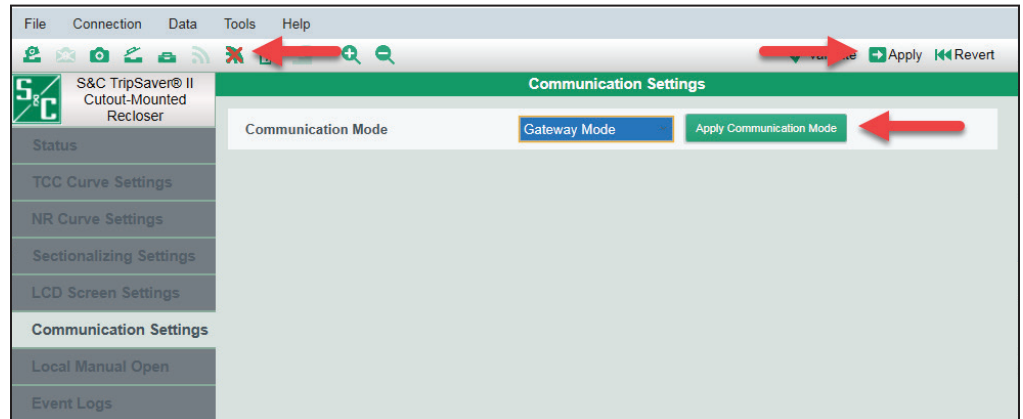 File Connection Data Tools Help
Apply Revert
S&C
S&C TripSaver® II
Cutout-Mounted
Recloser
Communication Settings
Communication Mode Gateway Mode Apply Communication Mode
Status
TCC Curve Settings
NR Curve Settings
Sectionalizing Settings
LCD Screen Settings
Communication Settings
Local Manual Open
Event Logs